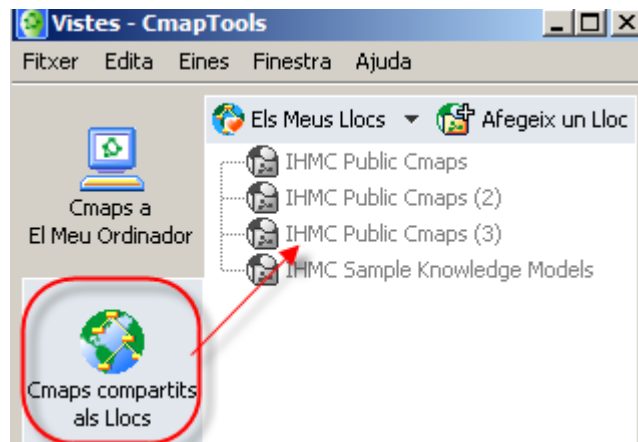 Vistes - CmapTools
Fitxer Edita Eines Finestra Ajuda
Els Meus Llocs Afegeix un Lloc
IHMC Public Cmaps
IHMC Public Cmaps (2)
IHMC Public Cmaps (3)
IHMC Sample Knowledge Models
Cmaps a
El Meu Ordinador
Cmaps compartits
als Llocs